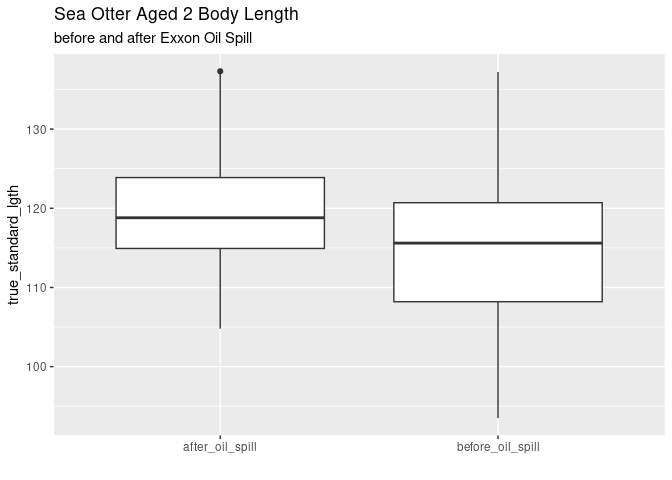 Sea Otter Aged 2 Body Length
before and after Exxon Oil Spill
true_standard_lgth
130
120
110
100
after_oil_spill
before_oil_spill